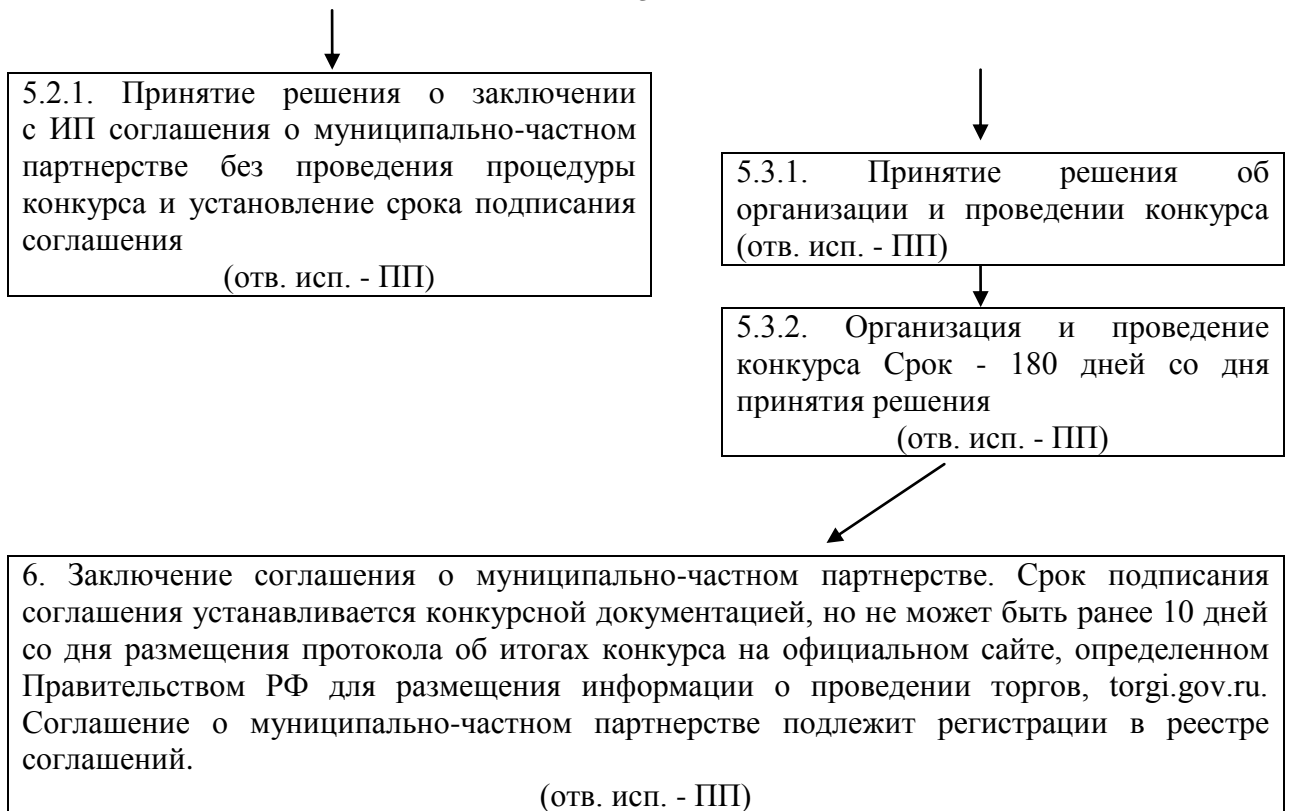 5.2.1. Принятие решения о заключении
с ИП соглашения о муниципально-частном
партнерстве без проведения процедуры
конкурса и установление срока подписания
соглашения
(отв. исп. - ПП)
5.3.1. Принятие решения об
организации и проведении конкурса
(отв. исп. - ПП)
5.3.2. Организация и проведение
конкурса Срок - 180 дней со дня
принятия решения
(отв. исп. - ПП)
6. Заключение соглашения о муниципально-частном партнерстве. Срок подписания
соглашения устанавливается конкурсной документацией, но не может быть ранее 10 дней
со дня размещения протокола об итогах конкурса на официальном сайте, определенном
Правительством РФ для размещения информации о проведении торгов, torgi.gov.ru.
Соглашение о муниципально-частном партнерстве подлежит регистрации в реестре
соглашений.
(отв. исп. - ПП)